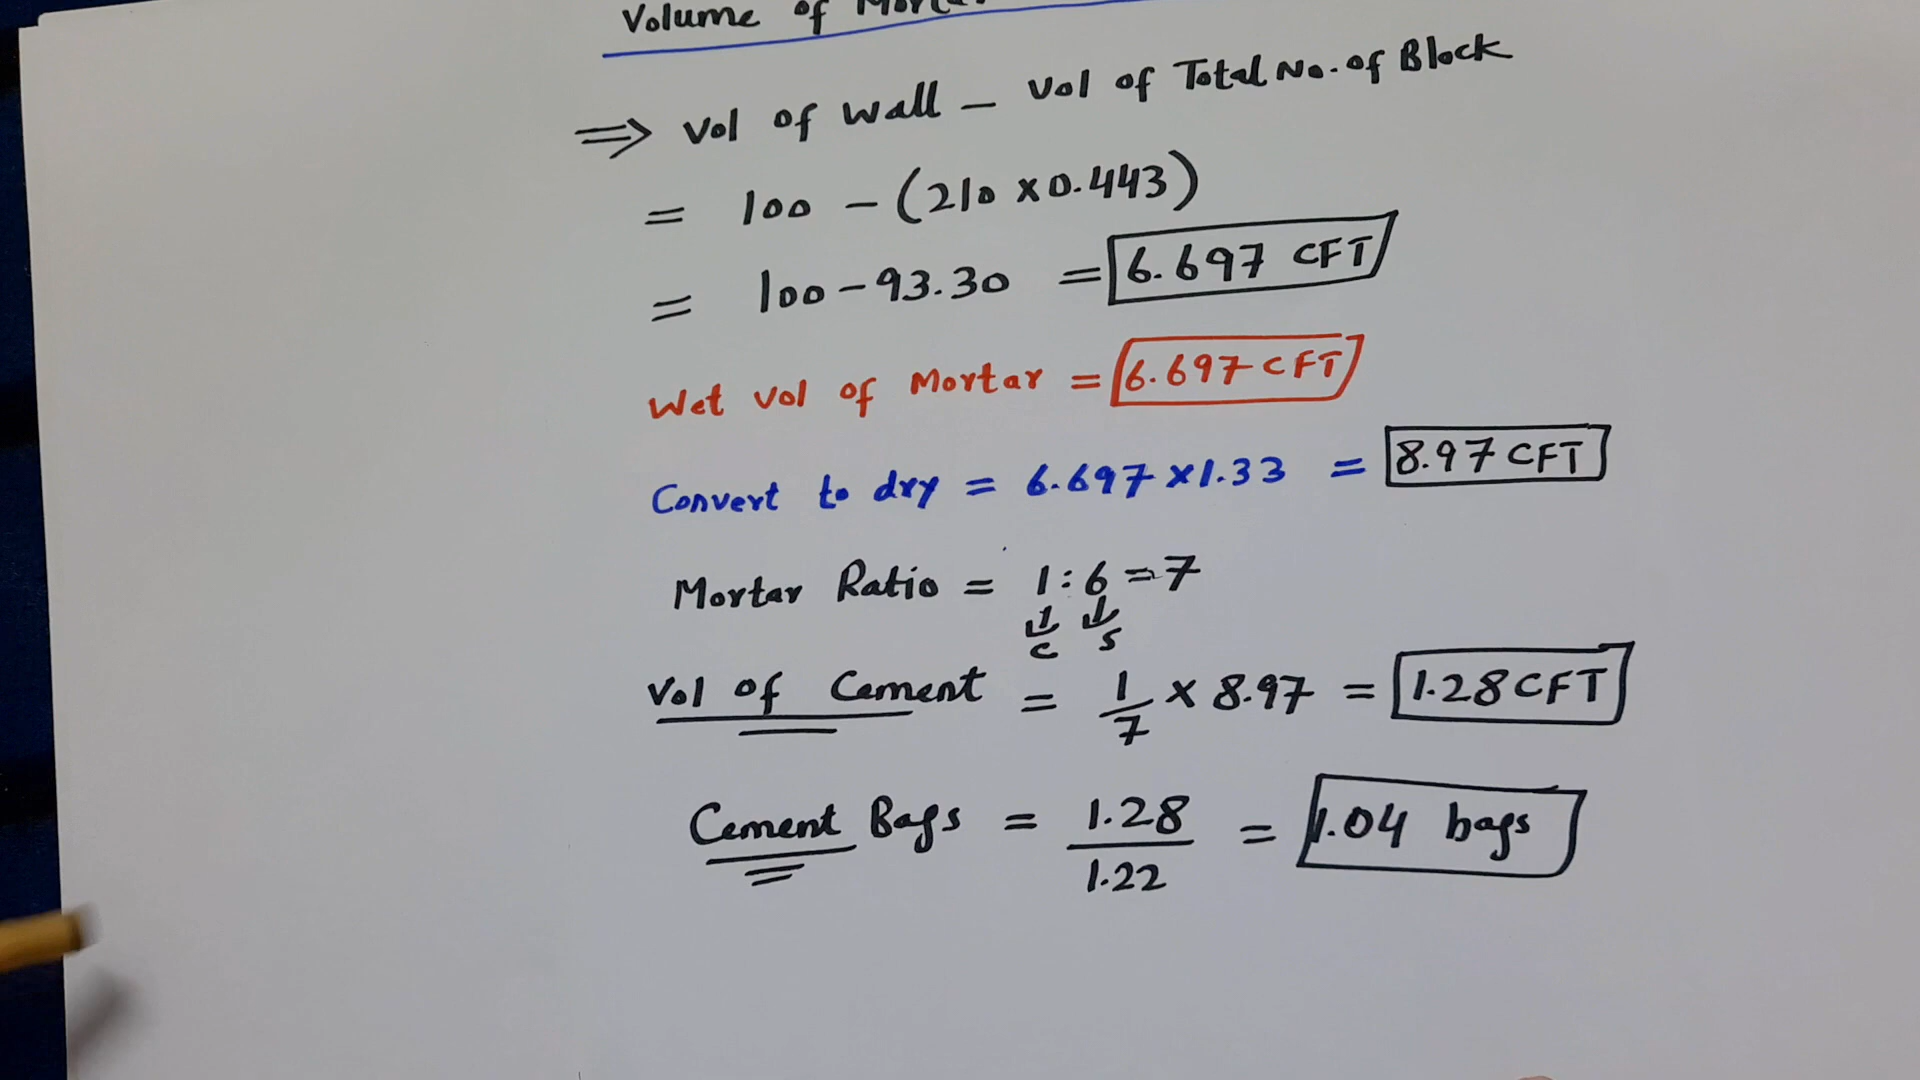 Volume of Mortar
⇒ Vol of Wall - Vol of Total No. of Block
= 100 - (210 x 0.443)
= 100 - 93.30 = 6.697 CFT
Wet Vol of Mortar = 6.697 CFT
Convert to dry = 6.697 x 1.33 = 8.97 CFT
Mortar Ratio = 1:6 = 7
C S
Vol of Cement = 1/7 x 8.97 = 1.28 CFT
Cement Bags = 1.28/1.22 = 1.04 bags